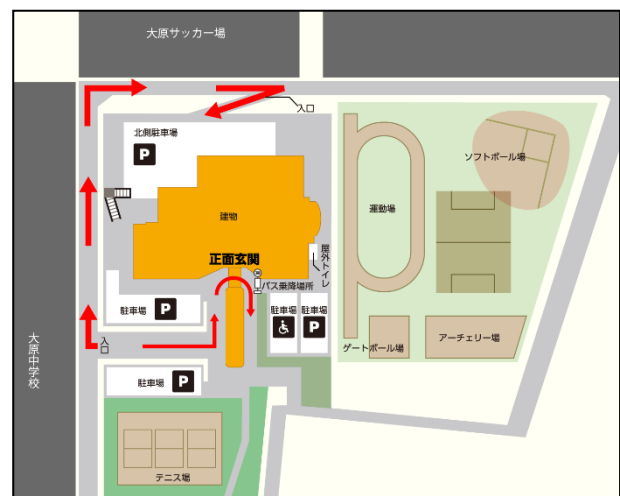 大原サッカー場
入口
北側駐車場
P
ソフトボール場
運動場
建物
正面玄関
屋外トイレ
バス乗降場所
駐車場 P
駐車場
駐車場
P
入口
大原中学校
ゲートボール場
アーチェリー場
駐車場 P
テニス場